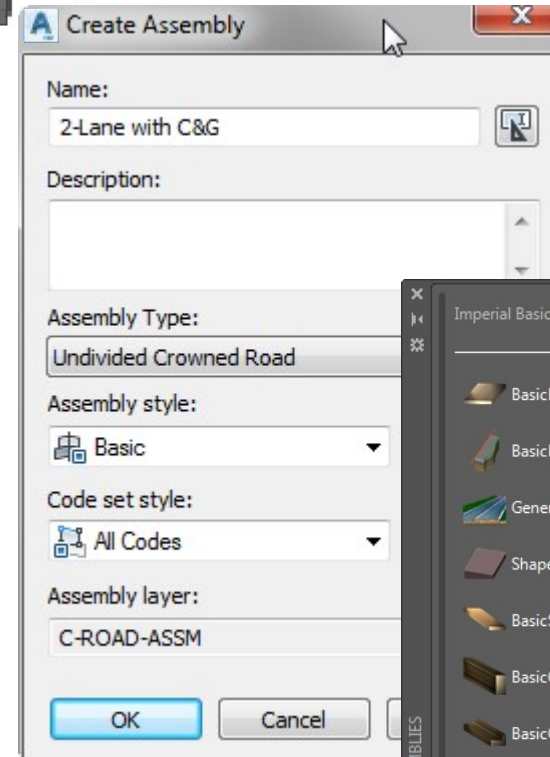 Create Assembly
Name:
2-Lane with C&G
Description:
Assembly Type:
Undivided Crowned Road
Assembly style:
Basic
Code set style:
All Codes
Assembly layer:
C-ROAD-ASSM
OK
Cancel
Imperial Basic